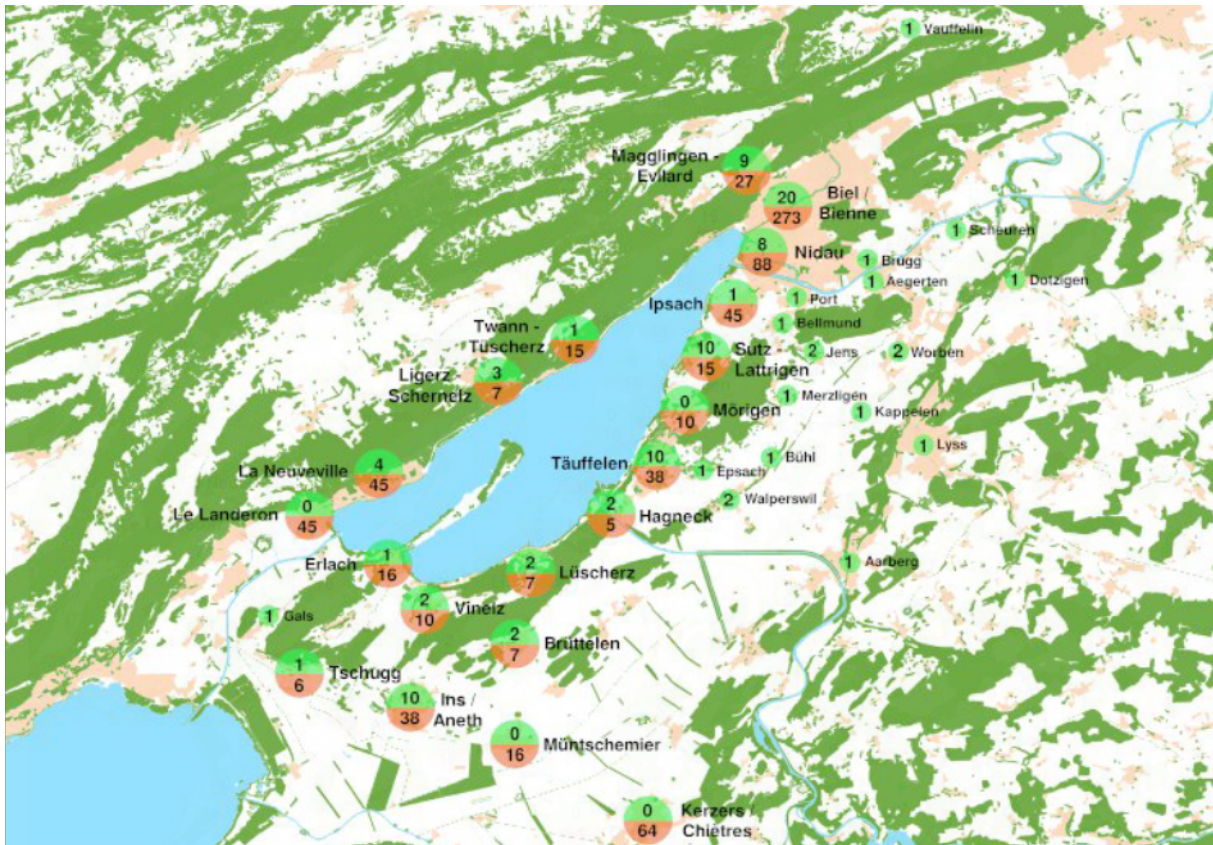 1 Vauffelin
Magglingen -
Evilard
9
27
20
273
Biel /
Bienne
8
88
Nidau
1 Scheuren
1 Brügg
1 Aegerten
1 Dotzigen
Ipsach
1
45
1 Port
1 Bellmund
Twann -
Tüscherz
1
15
10
15
Sutz -
Lattrigen
2 Jens
2 Worben
Ligerz -
Schernelz
3
7
0
10
Mörigen
1 Merzligen
1 Kappelen
1 Lyss
La Neuveville
4
45
Täuffelen
10
38
1 Epsach
1 Bühl
2 Walperswil
Le Landeron
0
45
2
5
Hagneck
Erlach
1
16
2
7
Lüscherz
1 Aarberg
1 Gals
2
10
Vinelz
2
7
Brüttelen
1
6
Tschugg
10
38
Ins /
Aneth
0
16
Müntschemier
0
64
Kerzers /
Chiètres